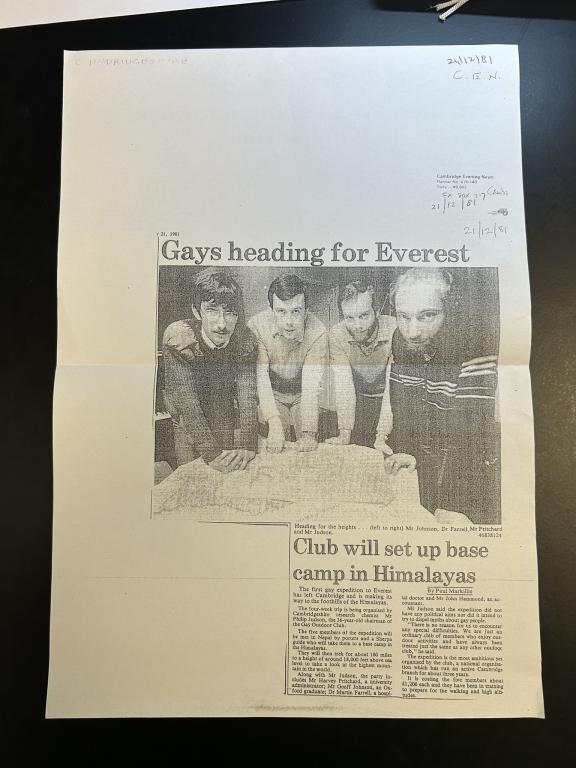 CAMBRIDGESHIRE
21/12/81
C.E.N.
Cambridge Evening News
21/12/81
21/12/81
21, 1981
Gays heading for Everest
Heading for the heights . . . (left to right) Mr Johnson, Dr Farrell, Mr Pritchard
and Mr Judson. 46838124
Club will set up base
camp in Himalayas
The first gay expedition to Everest
has left Cambridge and is making its
way to the foothills of the Himalayas.
The four-week trip is being organised by
Cambridgeshire research chemist Mr
Philip Judson, the 36-year-old chairman of
the Gay Outdoor Club.
The five members of the expedition will
be met in Nepal by porters and a Sherpa
guide who will take them to a base camp in
the Himalayas.
They will then trek for about 180 miles
to a height of around 18,000 feet above sea
level to take a look at the highest moun-
tain in the world.
Along with Mr Judson, the party in-
cludes Mr Harvey Pritchard, a university
administrator; Mr Geoff Johnson, an Ox-
ford graduate; Dr Martin Farrell, a hospi-
By Paul Markillie
tal doctor and Mr John Hammond, an ac-
countant.
Mr Judson said the expedition did not
have any political aims nor did it intend to
try to dispel myths about gay people.
"There is no reason for us to encounter
any special difficulties. We are just an
ordinary club of members who enjoy out-
door activities and have always been
treated just the same as any other outdoor
club," he said.
The expedition is the most ambitious yet
organised by the club, a national organisa-
tion which has run an active Cambridge
branch for about three years.
It is costing the five members about
£1,200 each and they have been in training
to prepare for the walking and high alti-
tudes.